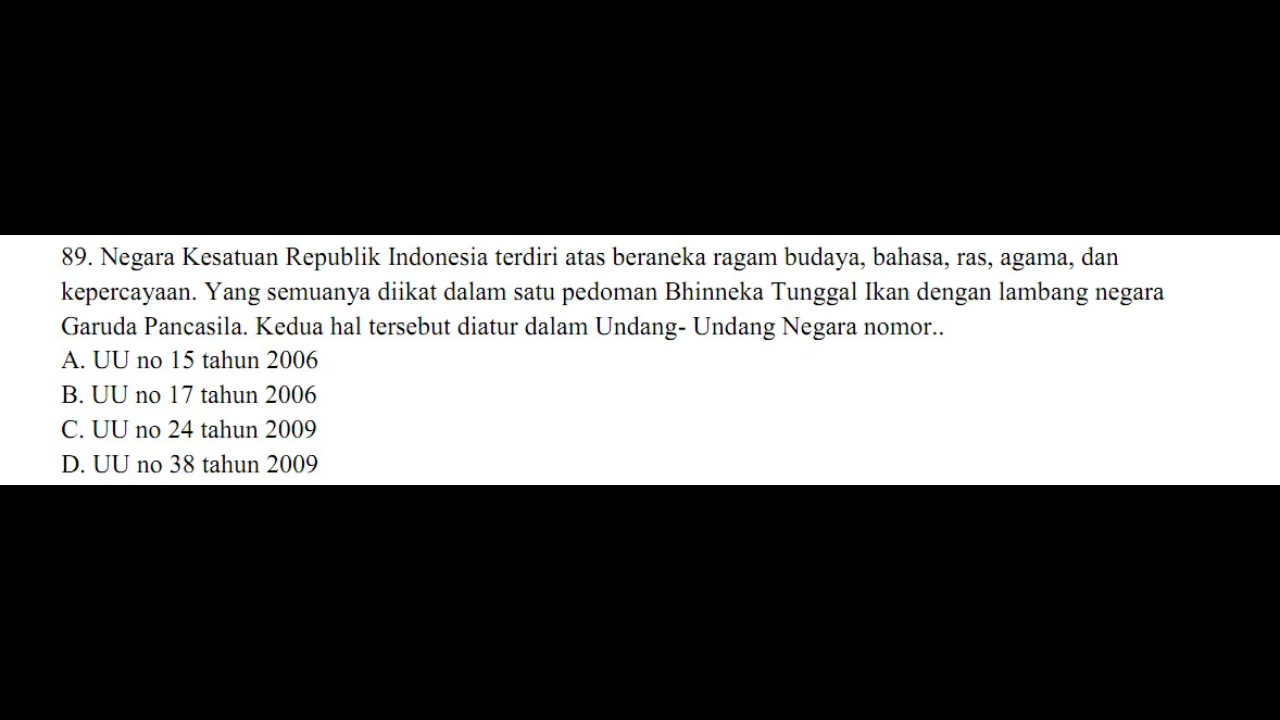 89. Negara Kesatuan Republik Indonesia terdiri atas beraneka ragam budaya, bahasa, ras, agama, dan
kepercayaan. Yang semuanya diikat dalam satu pedoman Bhinneka Tunggal Ikan dengan lambang negara
Garuda Pancasila. Kedua hal tersebut diatur dalam Undang- Undang Negara nomor..
A. UU no 15 tahun 2006
B. UU no 17 tahun 2006
C. UU no 24 tahun 2009
D. UU no 38 tahun 2009